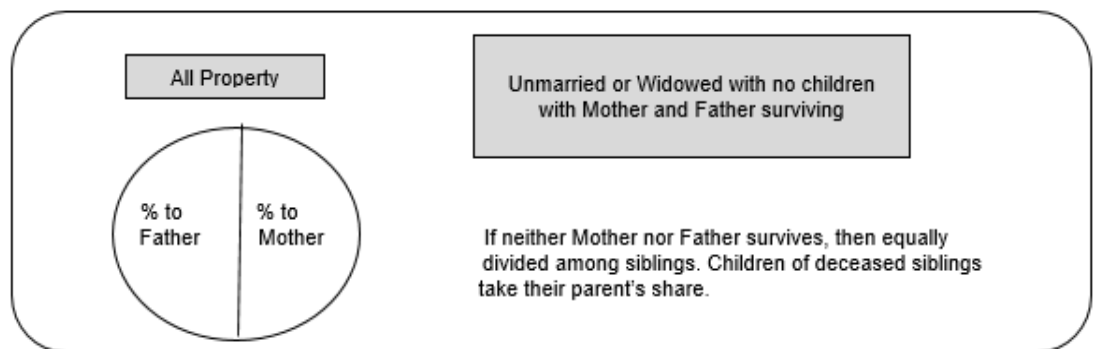 All Property
Unmarried or Widowed with no children
with Mother and Father surviving
% to
Father
% to
Mother
If neither Mother nor Father survives, then equally
divided among siblings. Children of deceased siblings
take their parent's share.